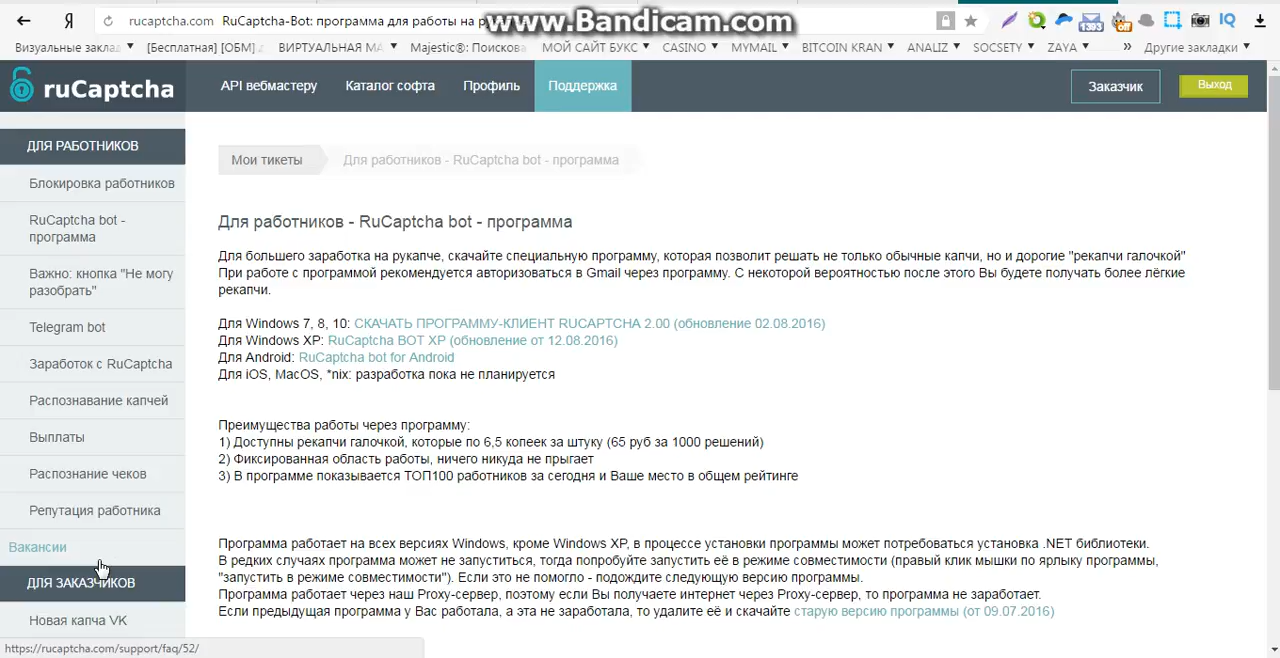 Я rucaptcha.com RuCaptcha-Bot: программа для работы на р
www.Bandicam.com
1393
off
IQ
Визуальные заклад [Бесплатная] [ОБМ] ВИРТУАЛЬНАЯ МА Majestic®: Поискова МОЙ САЙТ БУКС CASINO MYMAIL BITCOIN KRAN ANALIZ SOCSETY ZAYA » Другие закладки
ruCaptcha API вебмастеру Каталог софта Профиль Поддержка Заказчик Выход
ДЛЯ РАБОТНИКОВ
Блокировка работников
RuCaptcha bot -
программа
Важно: кнопка "Не могу
разобрать"
Telegram bot
Заработок с RuCaptcha
Распознавание капчей
Выплаты
Распознание чеков
Репутация работника
Вакансии
ДЛЯ ЗАКАЗЧИКОВ
Новая капча VK
https://rucaptcha.com/support/faq/52/
Мои тикеты Для работников - RuCaptcha bot - программа
Для работников - RuCaptcha bot - программа
Для большего заработка на рукапче, скачайте специальную программу, которая позволит решать не только обычные капчи, но и дорогие "рекапчи галочкой"
При работе с программой рекомендуется авторизоваться в Gmail через программу. С некоторой вероятностью после этого Вы будете получать более лёгкие
рекапчи.
Для Windows 7, 8, 10: СКАЧАТЬ ПРОГРАММУ-КЛИЕНТ RUCAPTCHA 2.00 (обновление 02.08.2016)
Для Windows XP: RuCaptcha BOT XP (обновление от 12.08.2016)
Для Android: RuCaptcha bot for Android
Для iOS, MacOS, *nix: разработка пока не планируется
Преимущества работы через программу:
1) Доступны рекапчи галочкой, которые по 6,5 копеек за штуку (65 руб за 1000 решений)
2) Фиксированная область работы, ничего никуда не прыгает
3) В программе показывается ТОП100 работников за сегодня и Ваше место в общем рейтинге
Программа работает на всех версиях Windows, кроме Windows XP, в процессе установки программы может потребоваться установка .NET библиотеки.
В редких случаях программа может не запуститься, тогда попробуйте запустить её в режиме совместимости (правый клик мышки по ярлыку программы,
"запустить в режиме совместимости"). Если это не помогло - подождите следующую версию программы.
Программа работает через наш Proxy-сервер, поэтому если Вы получаете интернет через Proxy-сервер, то программа не заработает.
Если предыдущая программа у Вас работала, а эта не заработала, то удалите её и скачайте старую версию программы (от 09.07.2016)